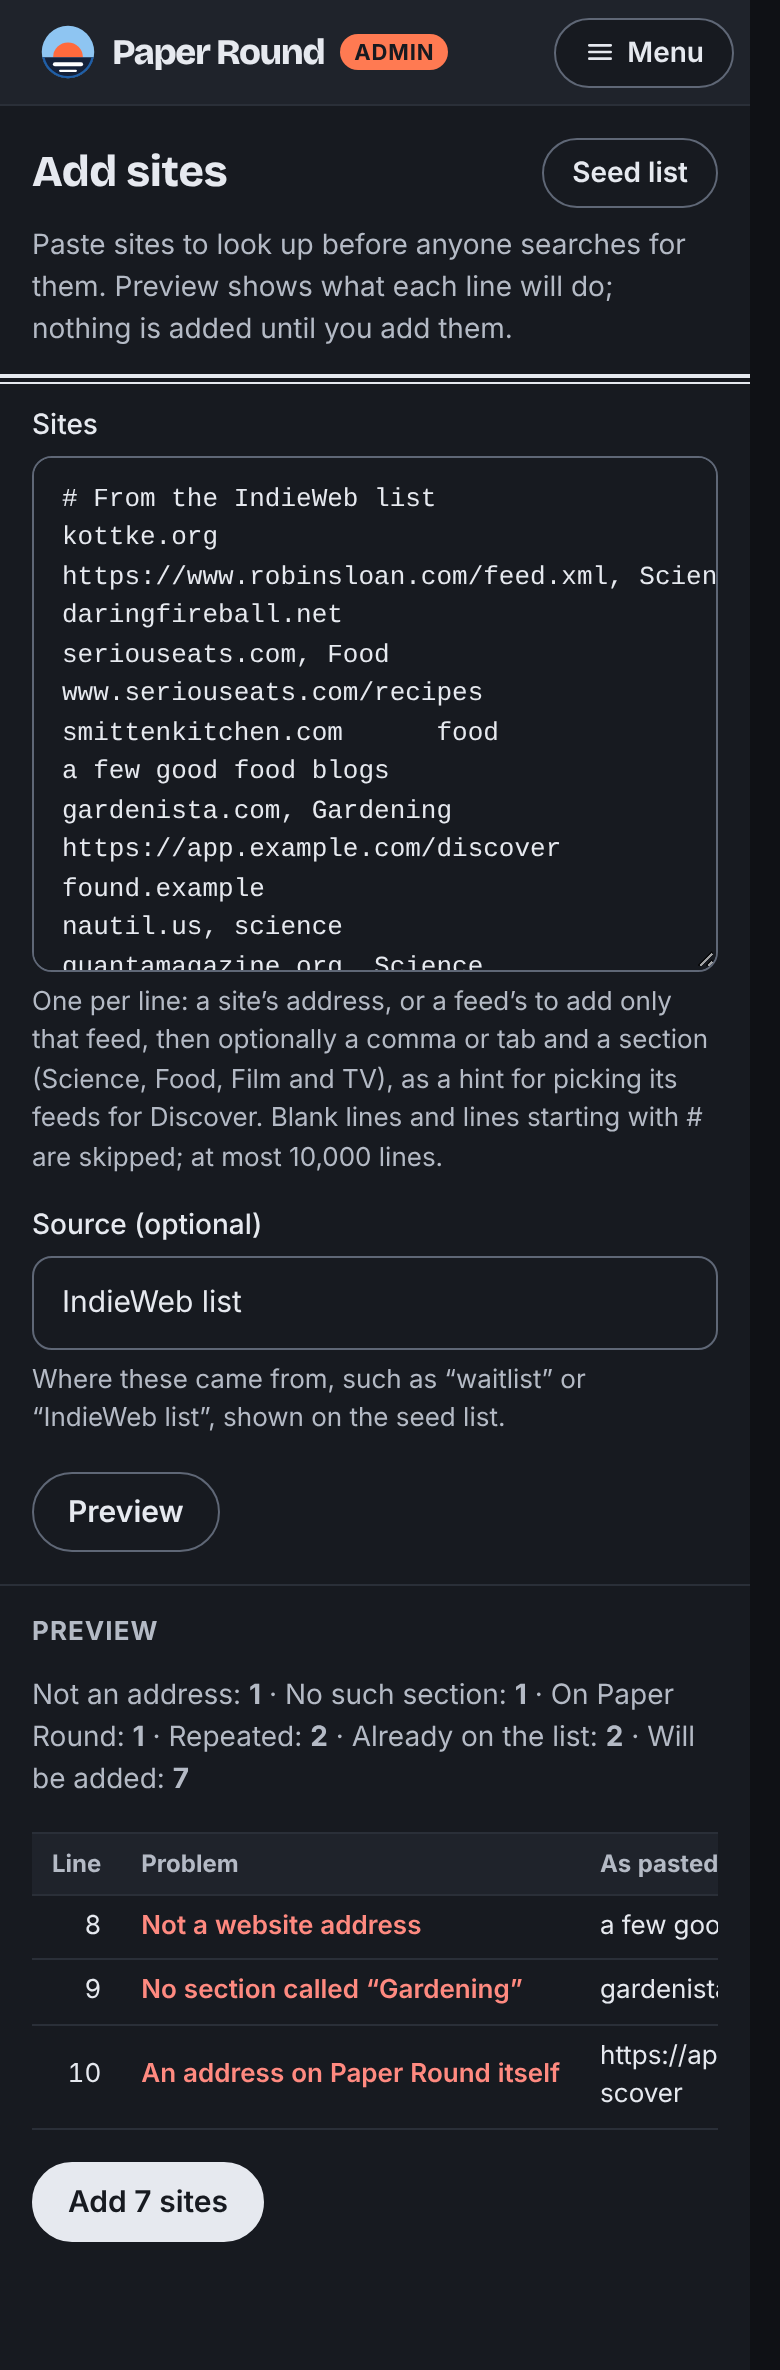 Paper Round ADMIN Menu
Add sites Seed list
Paste sites to look up before anyone searches for
them. Preview shows what each line will do;
nothing is added until you add them.
Sites
# From the IndieWeb list
kottke.org
https://www.robinsloan.com/feed.xml, Scien
daringfireball.net
seriouseats.com, Food
www.seriouseats.com/recipes
smittenkitchen.com food
a few good food blogs
gardenista.com, Gardening
https://app.example.com/discover
found.example
nautil.us, science
quantamagazine.org, Science
One per line: a site’s address, or a feed’s to add only
that feed, then optionally a comma or tab and a section
(Science, Food, Film and TV), as a hint for picking its
feeds for Discover. Blank lines and lines starting with #
are skipped; at most 10,000 lines.
Source (optional)
IndieWeb list
Where these came from, such as “waitlist” or
“IndieWeb list”, shown on the seed list.
Preview
PREVIEW
Not an address: 1 · No such section: 1 · On Paper
Round: 1 · Repeated: 2 · Already on the list: 2 · Will
be added: 7
Line Problem As pasted
8 Not a website address a few goo
9 No section called “Gardening” gardenista
10 An address on Paper Round itself https://ap
scover
Add 7 sites